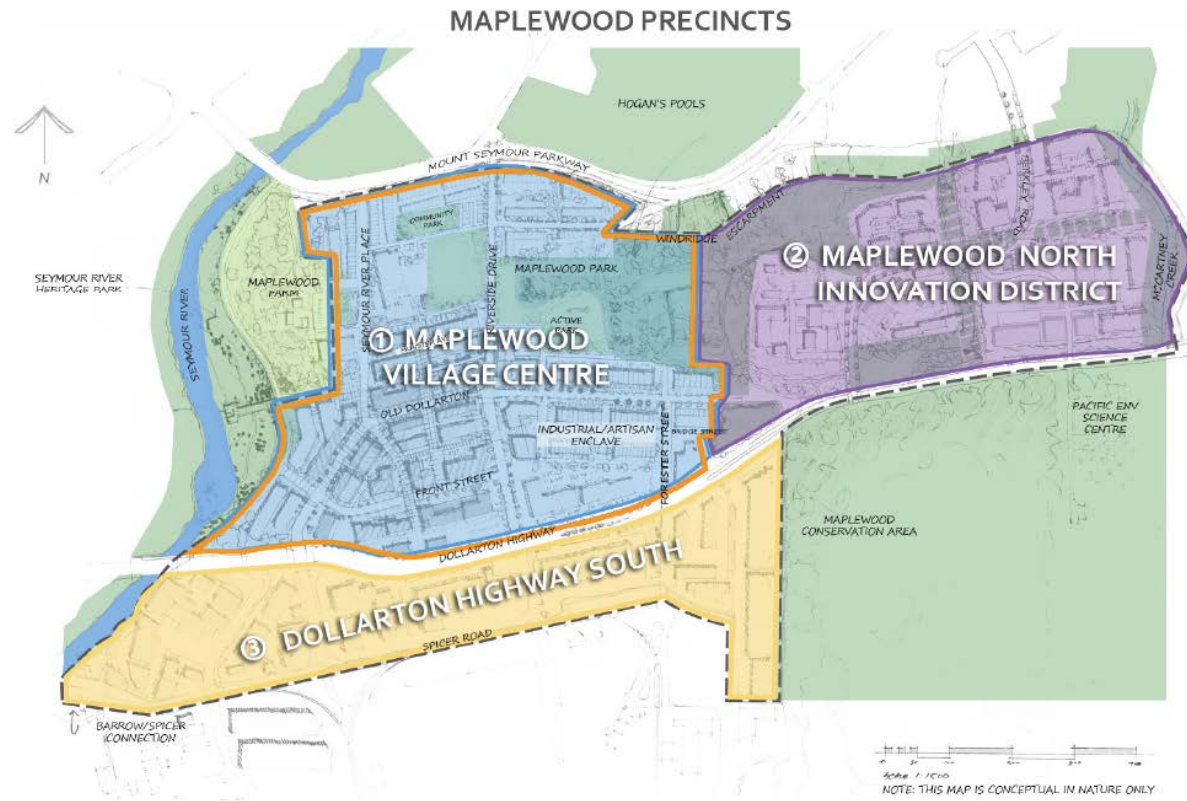 MAPLEWOOD PRECINCTS
HOGAN'S POOLS
N
MOUNT SEYMOUR PARKWAY
COMMUNITY
PARK
WINDRIDGE
ESCARPMENT
BERKLEY ROAD
SEYMOUR RIVER
HERITAGE PARK
MAPLEWOOD
FARM
SEYMOUR RIVER
SEYMOUR RIVER PLACE
RIVERSIDE DRIVE
MAPLEWOOD PARK
ACTIVE
PARK
② MAPLEWOOD NORTH
INNOVATION DISTRICT
MCCARTNEY
CREEK
① MAPLEWOOD
VILLAGE CENTRE
OLD DOLLARTON
INDUSTRIAL/ARTISAN
ENCLAVE
FORESTER STREET
BRIDGE STREET
PACIFIC ENV
SCIENCE
CENTRE
FRONT STREET
MAPLEWOOD
CONSERVATION AREA
DOLLARTON HIGHWAY
③ DOLLARTON HIGHWAY SOUTH
SPICER ROAD
BARROW/SPICER
CONNECTION
SCALE 1:1500
NOTE: THIS MAP IS CONCEPTUAL IN NATURE ONLY